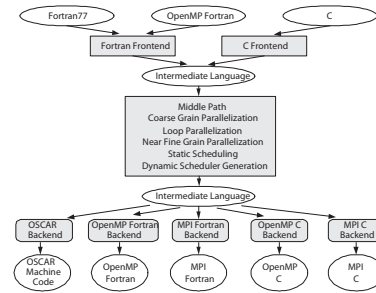 Fortran77 OpenMP Fortran C
Fortran Frontend C Frontend
Intermediate Language
Middle Path
Coarse Grain Parallelization
Loop Parallelization
Near Fine Grain Parallelization
Static Scheduling
Dynamic Scheduler Generation
Intermediate Language
OSCAR Backend
OpenMP Fortran Backend
MPI Fortran Backend
OpenMP C Backend
MPI C Backend
OSCAR Machine Code
OpenMP Fortran
MPI Fortran
OpenMP C
MPI C